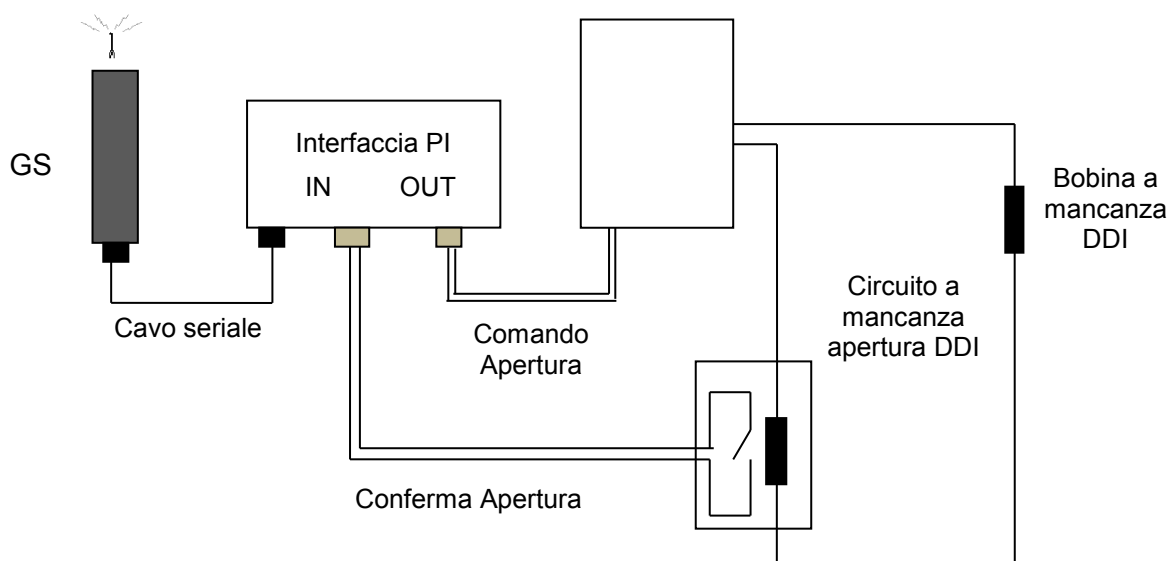 GS
Interfaccia PI
IN OUT
Cavo seriale
Comando
Apertura
Conferma Apertura
Circuito a
mancanza
apertura DDI
Bobina a
mancanza
DDI